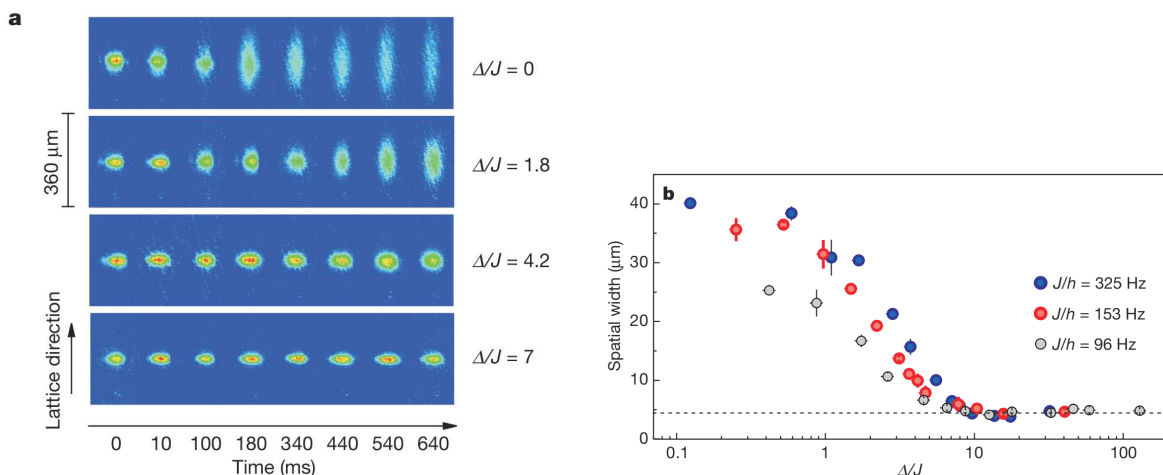 a
360 μm
Lattice direction
Δ/J = 0
Δ/J = 1.8
Δ/J = 4.2
Δ/J = 7
0 10 100 180 340 440 540 640
Time (ms)
b
Spatial width (μm)
40
30
20
10
0
J/h = 325 Hz
J/h = 153 Hz
J/h = 96 Hz
0.1 1 10 100
Δ/J